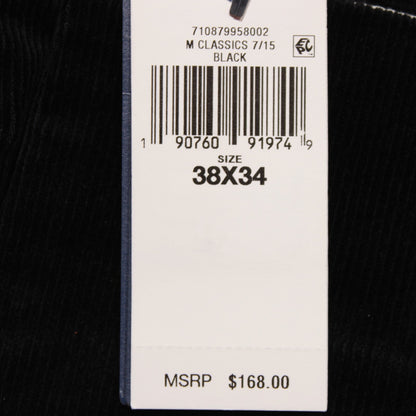 710879958002
M CLASSICS 7/15
BLACK
1 90760 91974 9
SIZE
38X34
MSRP $168.00